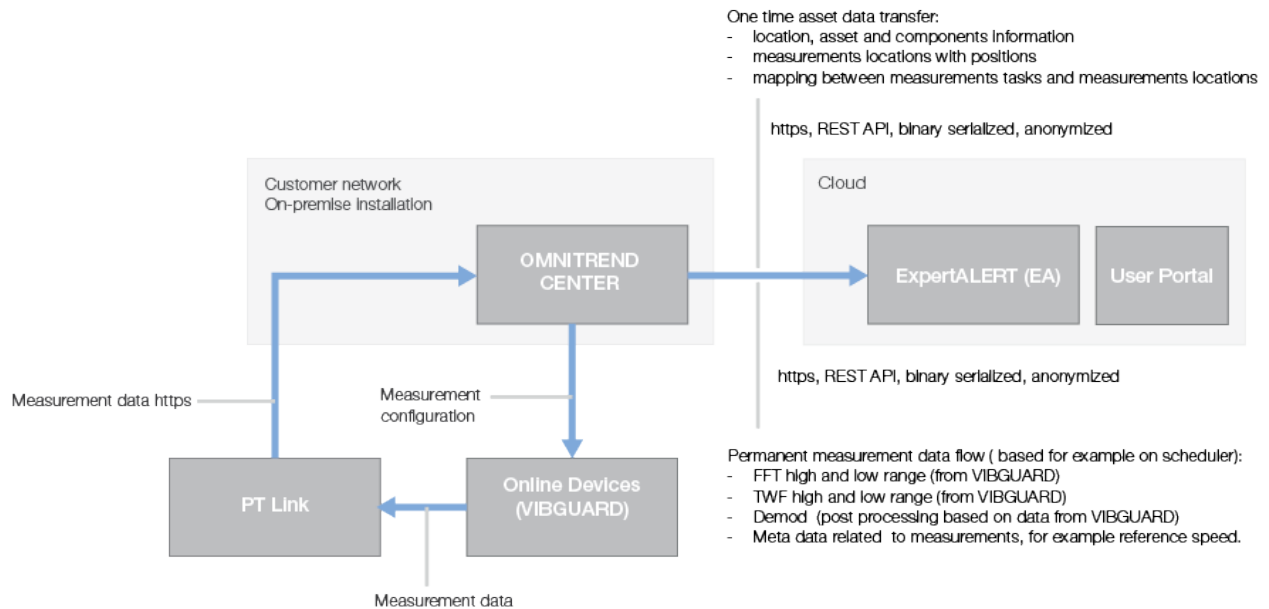 One time asset data transfer:
- location, asset and components information
- measurements locations with positions
- mapping between measurements tasks and measurements locations
https, REST API, binary serialized, anonymized
Customer network
On-premise installation
Cloud
OMNITREND
CENTER
ExpertALERT (EA)
User Portal
https, REST API, binary serialized, anonymized
Measurement data https
Measurement
configuration
Permanent measurement data flow ( based for example on scheduler):
- FFT high and low range (from VIBGUARD)
- TWF high and low range (from VIBGUARD)
- Demod (post processing based on data from VIBGUARD)
- Meta data related to measurements, for example reference speed.
PT Link
Online Devices
(VIBGUARD)
Measurement data